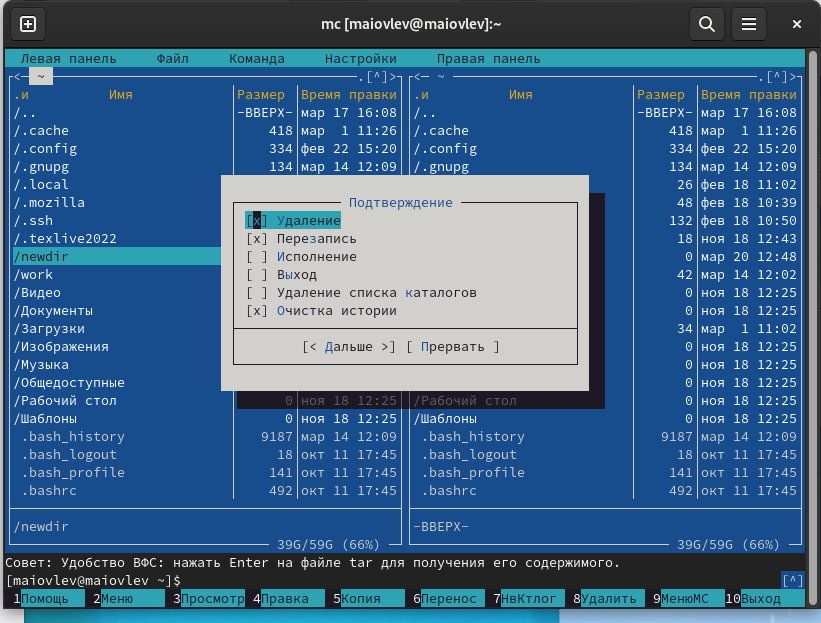 mc [maiovlev@maiovlev]:~
Левая панель Файл Команда Настройки Правая панель
<- ~ .[^]> <- ~ .[^]>
.и Имя Размер Время правки .и Имя Размер Время правки
/.. -ВВЕРХ- мар 17 16:08 /.. -ВВЕРХ- мар 17 16:08
/.cache 418 мар 1 11:26 /.cache 418 мар 1 11:26
/.config 334 фев 22 15:20 /.config 334 фев 22 15:20
/.gnupg 134 мар 14 12:09 /.gnupg 134 мар 14 12:09
/.local 26 фев 18 11:02
/.mozilla Подтверждение 48 фев 18 10:39
/.ssh [x] Удаление 132 фев 18 10:50
/.texlive2022 [x] Перезапись 18 ноя 18 12:43
/newdir [ ] Исполнение 0 мар 20 12:48
/work [ ] Выход 42 мар 14 12:02
/Видео [ ] Удаление списка каталогов 0 ноя 18 12:25
/Документы [x] Очистка истории 0 ноя 18 12:25
/Загрузки 34 мар 1 11:02
/Изображения [< Дальше >] [ Прервать ] 0 ноя 18 12:25
/Музыка 0 ноя 18 12:25
/Общедоступные 0 ноя 18 12:25
/Рабочий стол 0 ноя 18 12:25 /Рабочий стол 0 ноя 18 12:25
/Шаблоны 0 ноя 18 12:25 /Шаблоны 0 ноя 18 12:25
.bash_history 9187 мар 14 12:09 .bash_history 9187 мар 14 12:09
.bash_logout 18 окт 11 17:45 .bash_logout 18 окт 11 17:45
.bash_profile 141 окт 11 17:45 .bash_profile 141 окт 11 17:45
.bashrc 492 окт 11 17:45 .bashrc 492 окт 11 17:45
/newdir -ВВЕРХ-
39G/59G (66%) 39G/59G (66%)
Совет: Удобство ВФС: нажать Enter на файле tar для получения его содержимого.
[maiovlev@maiovlev ~]$ [^]
1Помощь 2Меню 3Просмотр 4Правка 5Копия 6Перенос 7НвКтлог 8Удалить 9МенюМС 10Выход